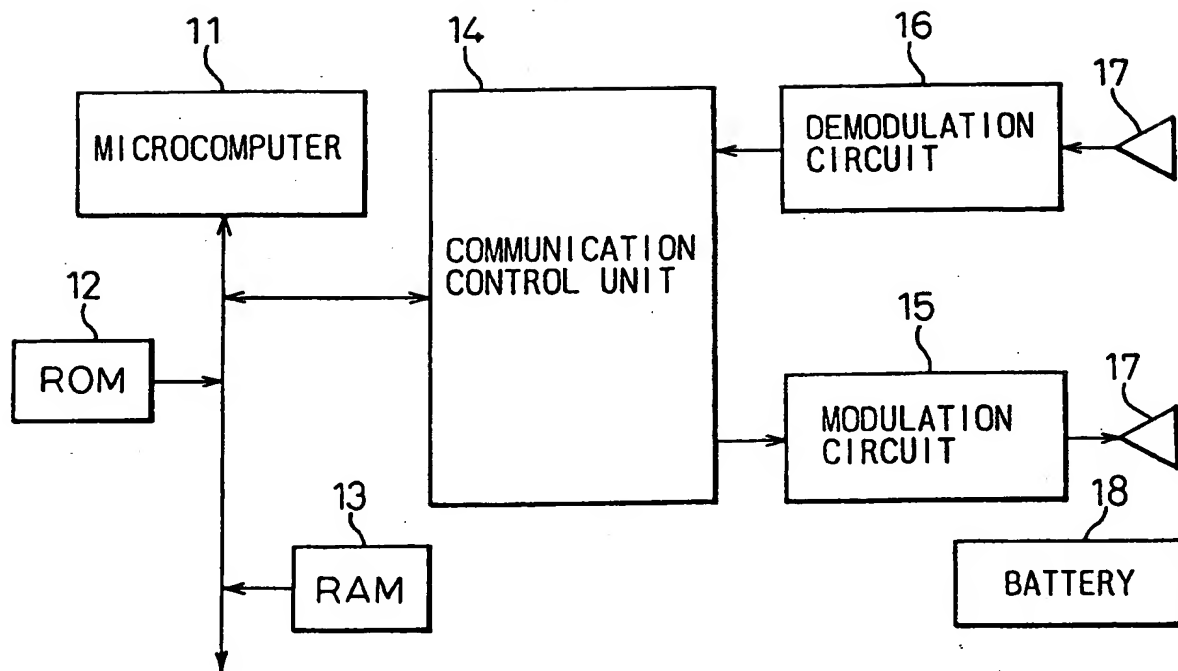 11
MICROCOMPUTER
12
ROM
13
RAM
14
COMMUNICATION
CONTROL UNIT
16
DEMODULATION
CIRCUIT
17
15
MODULATION
CIRCUIT
17
18
BATTERY